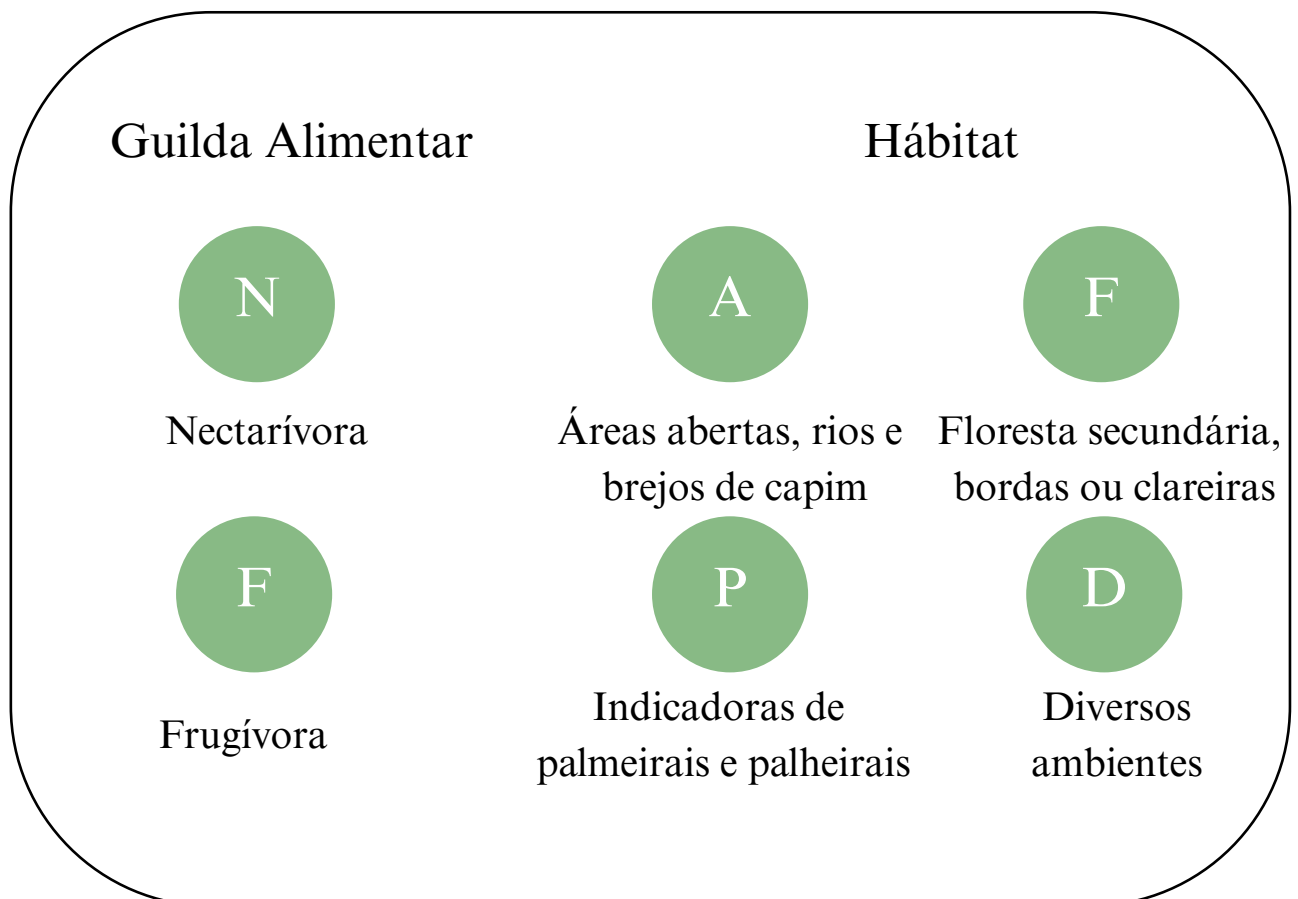 Guilda Alimentar
Hábitat
N
A
F
Nectarívora
Áreas abertas, rios e
brejos de capim
Floresta secundária,
bordas ou clareiras
F
P
D
Frugívora
Indicadoras de
palmeirais e palheirais
Diversos
ambientes